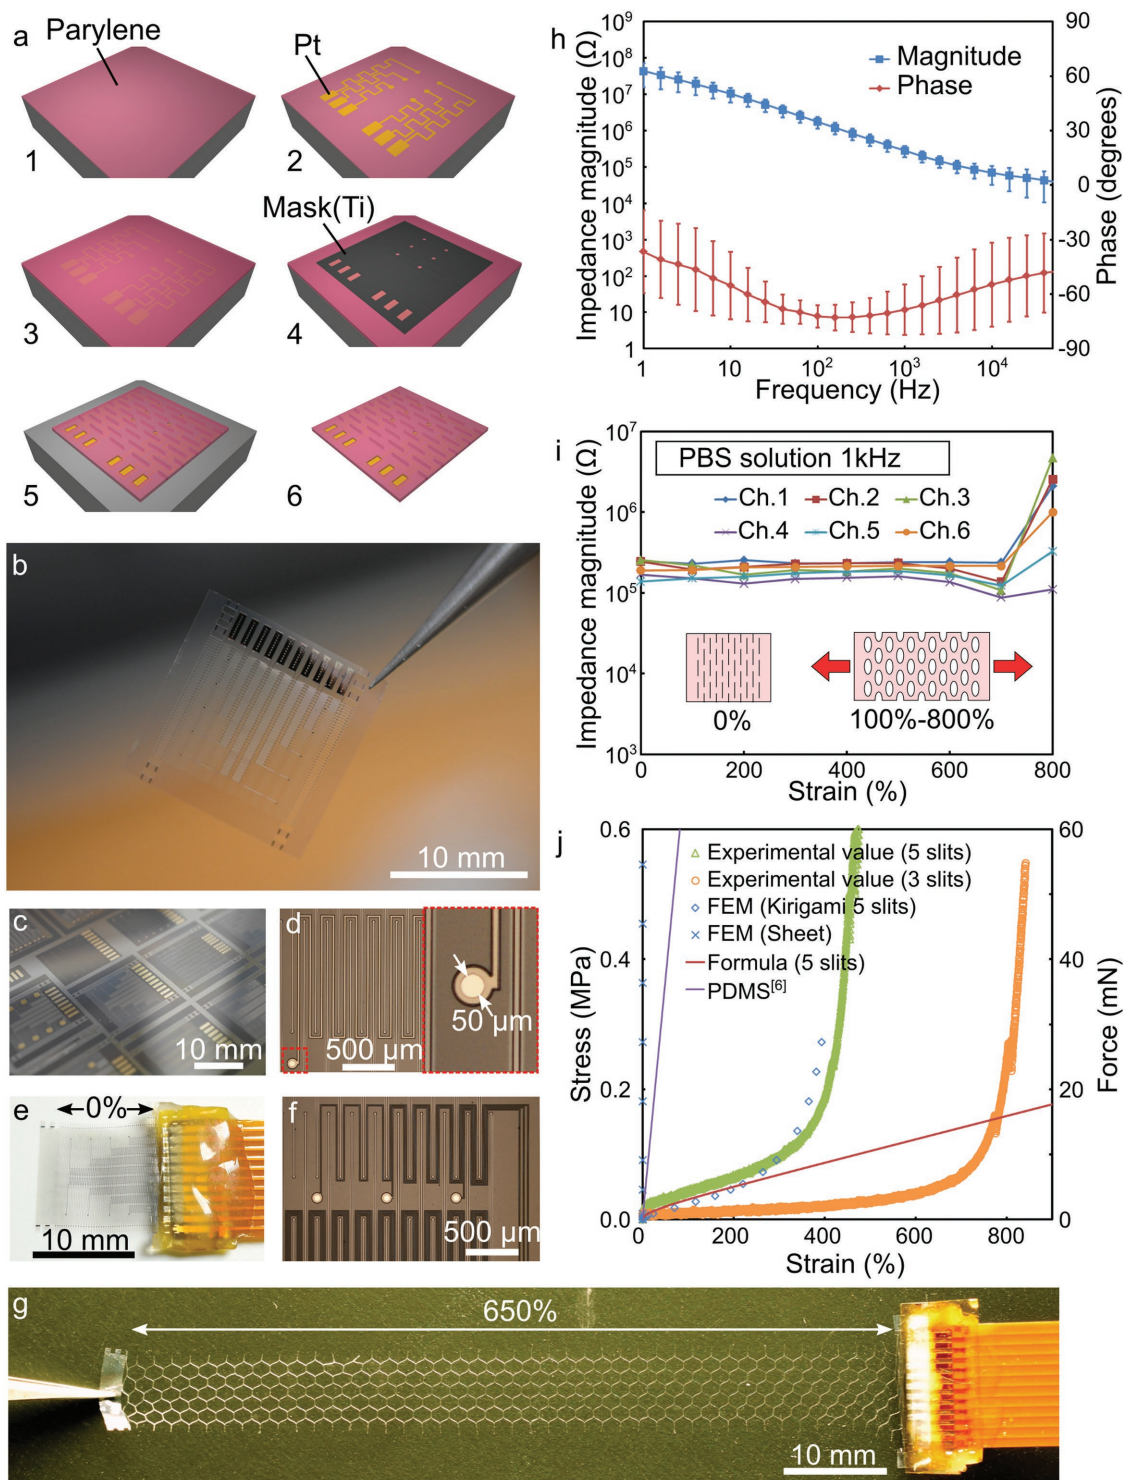 a
Parylene
Pt
1
2
Mask(Ti)
3
4
5
6
b
10 mm
c
10 mm
d
50 µm
500 µm
e
0%
10 mm
f
500 µm
g
650%
10 mm
h
Impedance magnitude (Ω)
10⁹
10⁸
10⁷
10⁶
10⁵
10⁴
10³
10²
10
1
Magnitude
Phase
90
60
30
0
-30
-60
-90
Phase (degrees)
1 10 10² 10³ 10⁴
Frequency (Hz)
i
Impedance magnitude (Ω)
10⁷
10⁶
10⁵
10⁴
10³
PBS solution 1kHz
Ch.1 Ch.2 Ch.3
Ch.4 Ch.5 Ch.6
0%
100%-800%
0 200 400 600 800
Strain (%)
j
Stress (MPa)
0.6
0.4
0.2
0.0
Experimental value (5 slits)
Experimental value (3 slits)
FEM (Kirigami 5 slits)
FEM (Sheet)
Formula (5 slits)
PDMS[6]
60
40
20
0
Force (mN)
0 200 400 600 800
Strain (%)